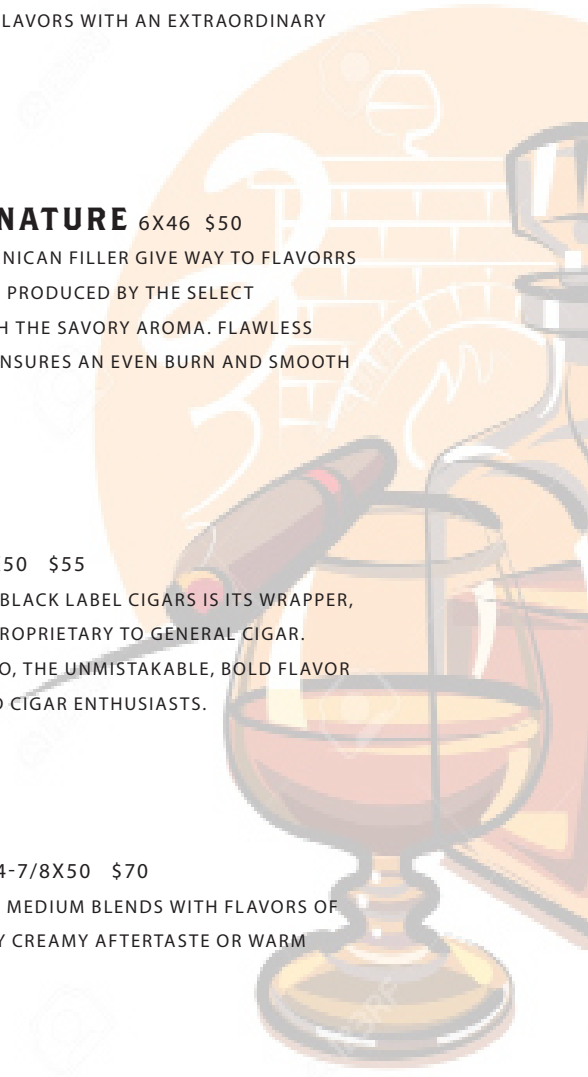 LAVORS WITH AN EXTRAORDINARY
NATURE 6X46 $50
NICAN FILLER GIVE WAY TO FLAVORRS
PRODUCED BY THE SELECT
H THE SAVORY AROMA. FLAWLESS
NSURES AN EVEN BURN AND SMOOTH
50 $55
BLACK LABEL CIGARS IS ITS WRAPPER,
ROPRIETARY TO GENERAL CIGAR.
O, THE UNMISTAKABLE, BOLD FLAVOR
D CIGAR ENTHUSIASTS.
4-7/8X50 $70
MEDIUM BLENDS WITH FLAVORS OF
Y CREAMY AFTERTASTE OR WARM